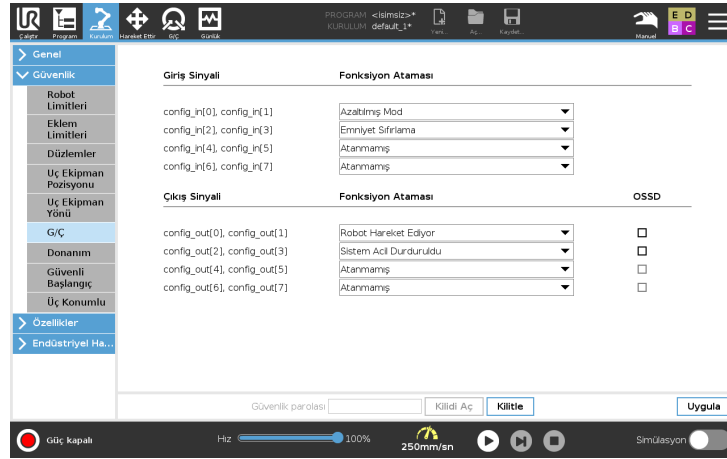 UR
PROGRAM <isimsiz>*
KURULUM default_1*
E D
B C
Çalıştır Program Kurulum Hareket Ettir G/Ç Günlük Yeni... Aç... Kaydet... Manuel
Genel
Güvenlik
Robot
Limitleri
Eklem
Limitleri
Düzlemler
Uç Ekipman
Pozisyonu
Uç Ekipman
Yönü
G/Ç
Donanım
Güvenli
Başlangıç
Üç Konumlu
Özellikler
Endüstriyel Ha...
Giriş Sinyali Fonksiyon Ataması
config_in[0], config_in[1] Azaltılmış Mod
config_in[2], config_in[3] Emniyet Sıfırlama
config_in[4], config_in[5] Atanmamış
config_in[6], config_in[7] Atanmamış
Çıkış Sinyali Fonksiyon Ataması OSSD
config_out[0], config_out[1] Robot Hareket Ediyor
config_out[2], config_out[3] Sistem Acil Durduruldu
config_out[4], config_out[5] Atanmamış
config_out[6], config_out[7] Atanmamış
Güvenlik parolası Kilidi Aç Kilitle Uygula
Güç kapalı Hız 100% 250mm/sn Simülasyon